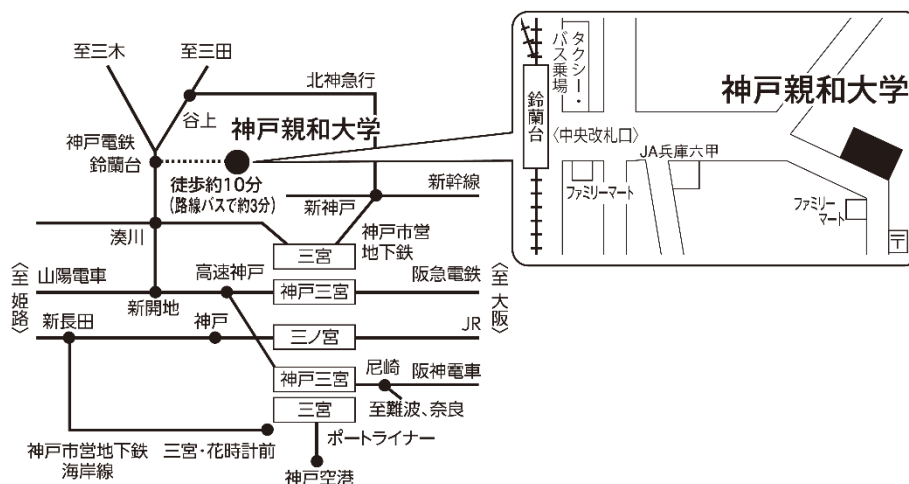 至三木
至三田
北神急行
谷上
神戸電鉄
鈴蘭台
神戸親和大学
徒歩約10分
(路線バスで約3分)
新幹線
新神戸
湊川
神戸市営
地下鉄
三宮
〈至 姫路〉
山陽電車
高速神戸
神戸三宮
阪急電鉄
〈至 大阪〉
新開地
新長田
神戸
三ノ宮
JR
神戸三宮
尼崎
阪神電車
至難波、奈良
三宮
ポートライナー
神戸市営地下鉄
海岸線
三宮・花時計前
神戸空港
タクシー・
バス乗場
鈴蘭台
〈中央改札口〉
神戸親和大学
JA兵庫六甲
ファミリーマート
ファミリー
マート
〒